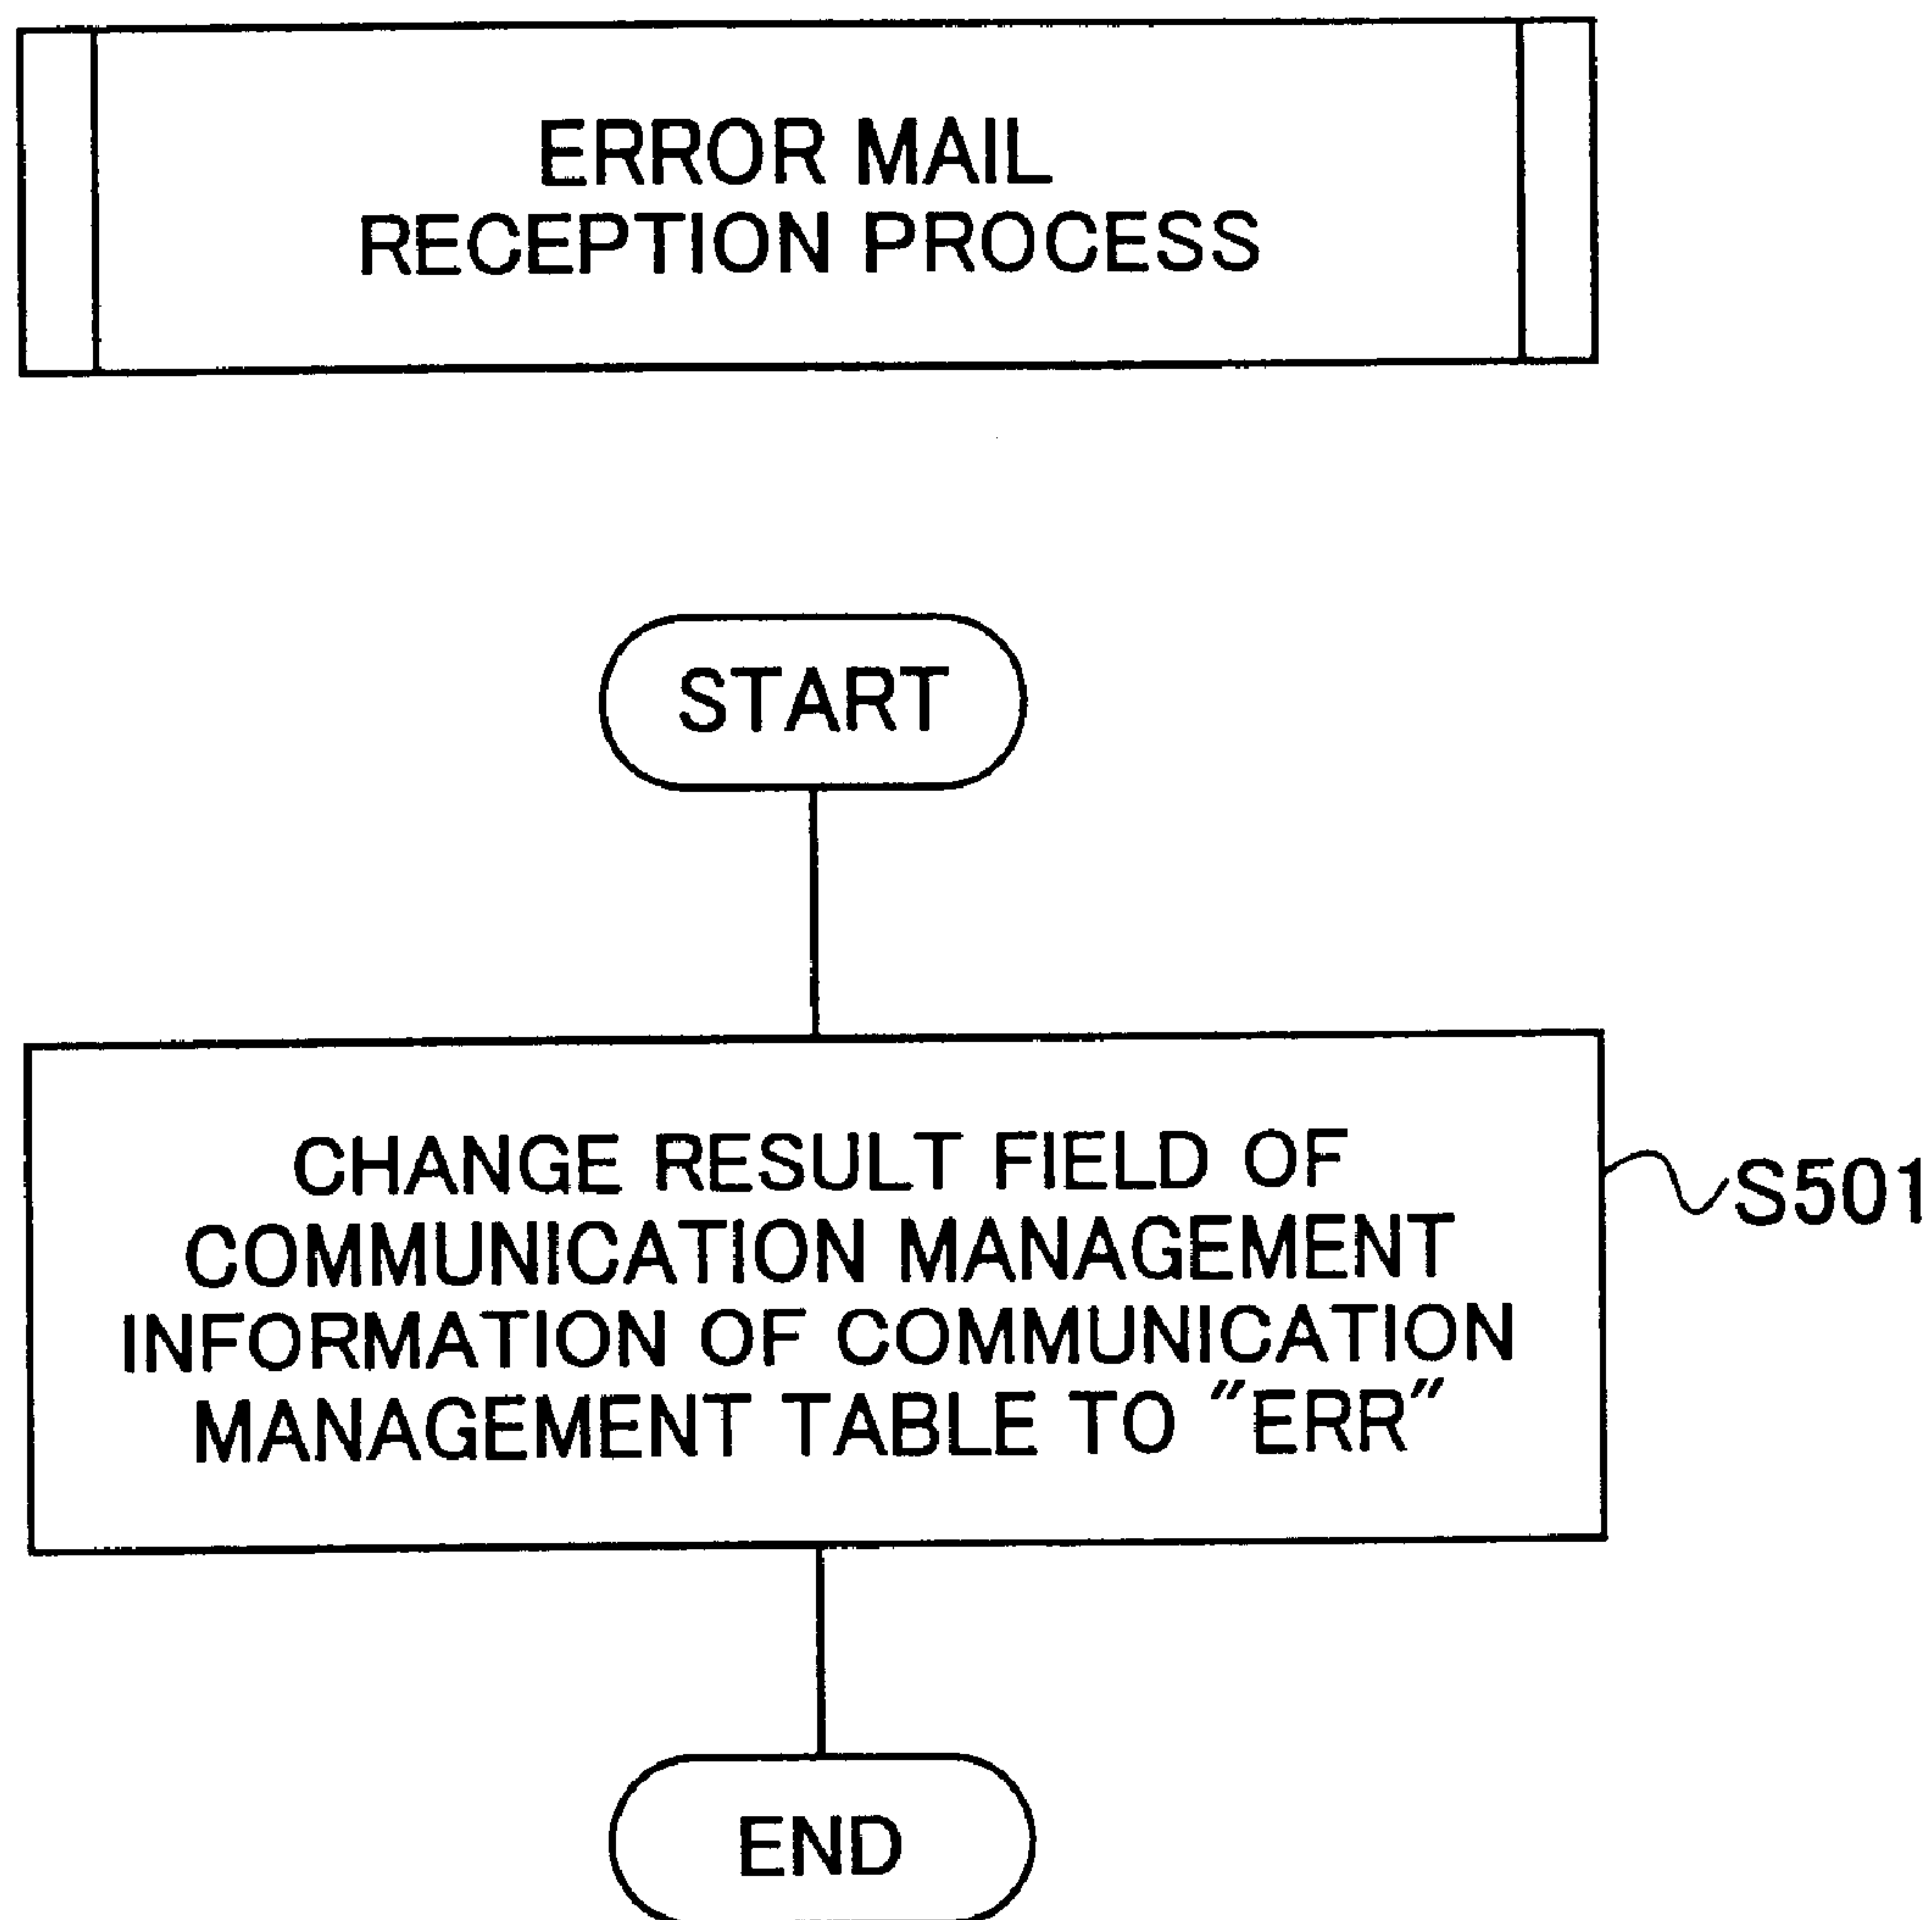 ERROR MAIL
RECEPTION PROCESS
START
CHANGE RESULT FIELD OF
COMMUNICATION MANAGEMENT
INFORMATION OF COMMUNICATION
MANAGEMENT TABLE TO "ERR"
S501
END